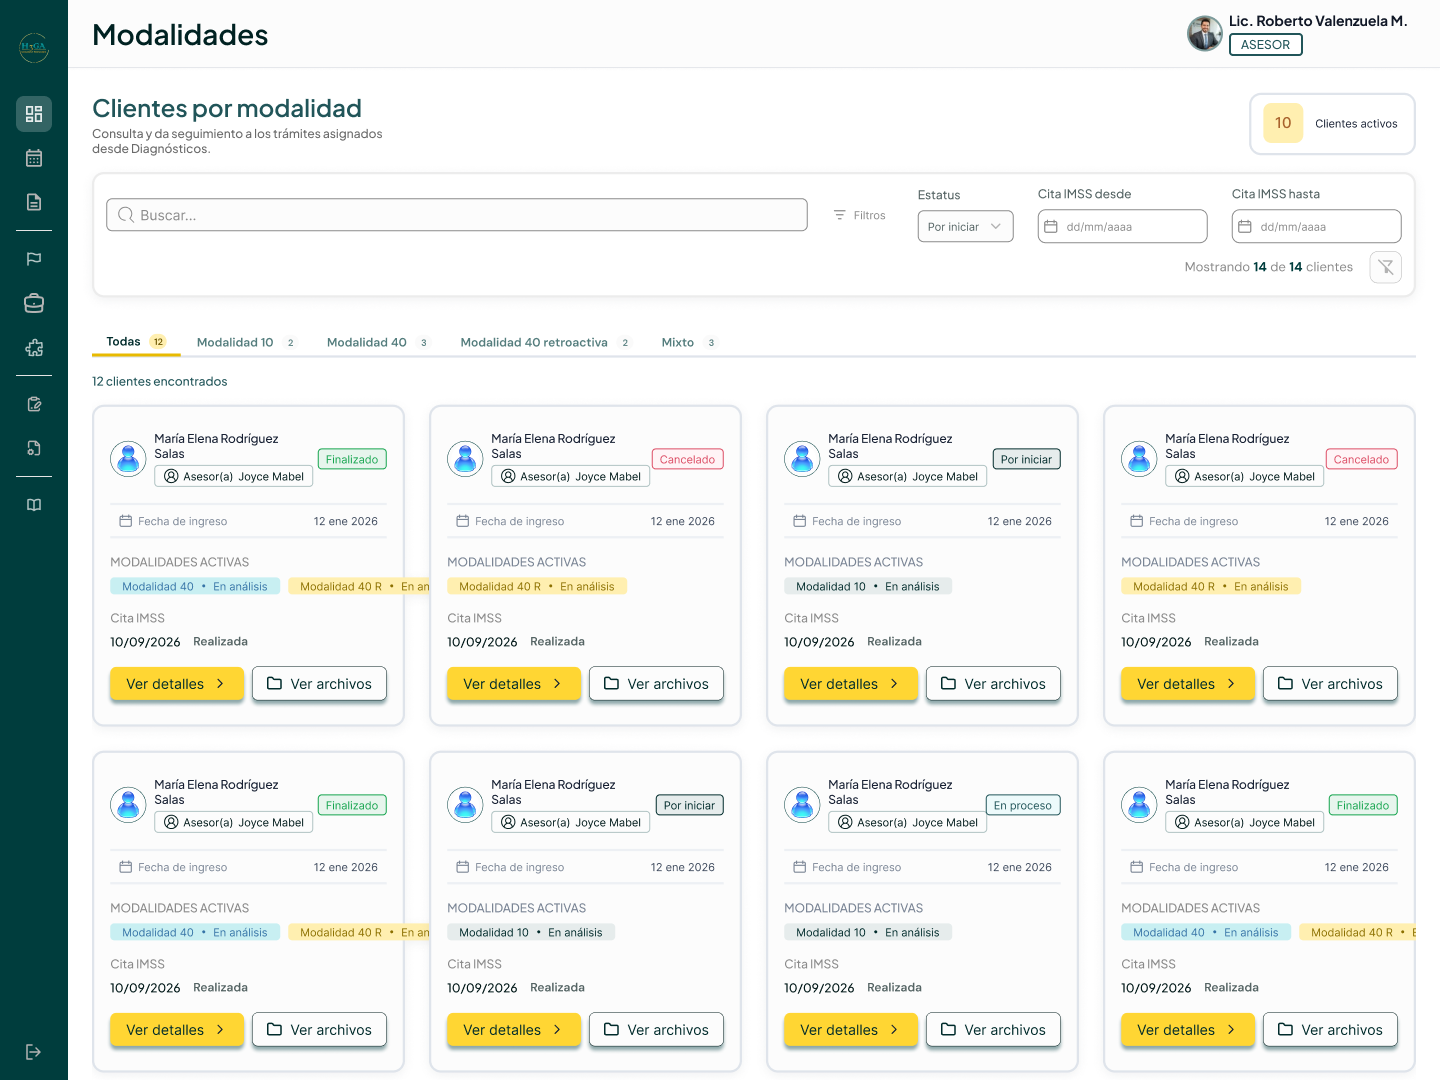 Modalidades
Lic. Roberto Valenzuela M.
ASESOR
Clientes por modalidad
Consulta y da seguimiento a los trámites asignados
desde Diagnósticos.
10 Clientes activos
Buscar...
Filtros
Estatus
Por iniciar
Cita IMSS desde
dd/mm/aaaa
Cita IMSS hasta
dd/mm/aaaa
Mostrando 14 de 14 clientes
Todas 12 Modalidad 10 2 Modalidad 40 3 Modalidad 40 retroactiva 2 Mixto 3
12 clientes encontrados
María Elena Rodríguez
Salas
Asesor(a) Joyce Mabel
Finalizado
Fecha de ingreso 12 ene 2026
MODALIDADES ACTIVAS
Modalidad 40 • En análisis Modalidad 40 R • En an
Cita IMSS
10/09/2026 Realizada
Ver detalles Ver archivos
María Elena Rodríguez
Salas
Asesor(a) Joyce Mabel
Cancelado
Fecha de ingreso 12 ene 2026
MODALIDADES ACTIVAS
Modalidad 40 R • En análisis
Cita IMSS
10/09/2026 Realizada
Ver detalles Ver archivos
María Elena Rodríguez
Salas
Asesor(a) Joyce Mabel
Por iniciar
Fecha de ingreso 12 ene 2026
MODALIDADES ACTIVAS
Modalidad 10 • En análisis
Cita IMSS
10/09/2026 Realizada
Ver detalles Ver archivos
María Elena Rodríguez
Salas
Asesor(a) Joyce Mabel
Cancelado
Fecha de ingreso 12 ene 2026
MODALIDADES ACTIVAS
Modalidad 40 R • En análisis
Cita IMSS
10/09/2026 Realizada
Ver detalles Ver archivos
María Elena Rodríguez
Salas
Asesor(a) Joyce Mabel
Finalizado
Fecha de ingreso 12 ene 2026
MODALIDADES ACTIVAS
Modalidad 40 • En análisis Modalidad 40 R • En an
Cita IMSS
10/09/2026 Realizada
Ver detalles Ver archivos
María Elena Rodríguez
Salas
Asesor(a) Joyce Mabel
Por iniciar
Fecha de ingreso 12 ene 2026
MODALIDADES ACTIVAS
Modalidad 10 • En análisis
Cita IMSS
10/09/2026 Realizada
Ver detalles Ver archivos
María Elena Rodríguez
Salas
Asesor(a) Joyce Mabel
En proceso
Fecha de ingreso 12 ene 2026
MODALIDADES ACTIVAS
Modalidad 10 • En análisis
Cita IMSS
10/09/2026 Realizada
Ver detalles Ver archivos
María Elena Rodríguez
Salas
Asesor(a) Joyce Mabel
Finalizado
Fecha de ingreso 12 ene 2026
MODALIDADES ACTIVAS
Modalidad 40 • En análisis Modalidad 40 R •
Cita IMSS
10/09/2026 Realizada
Ver detalles Ver archivos